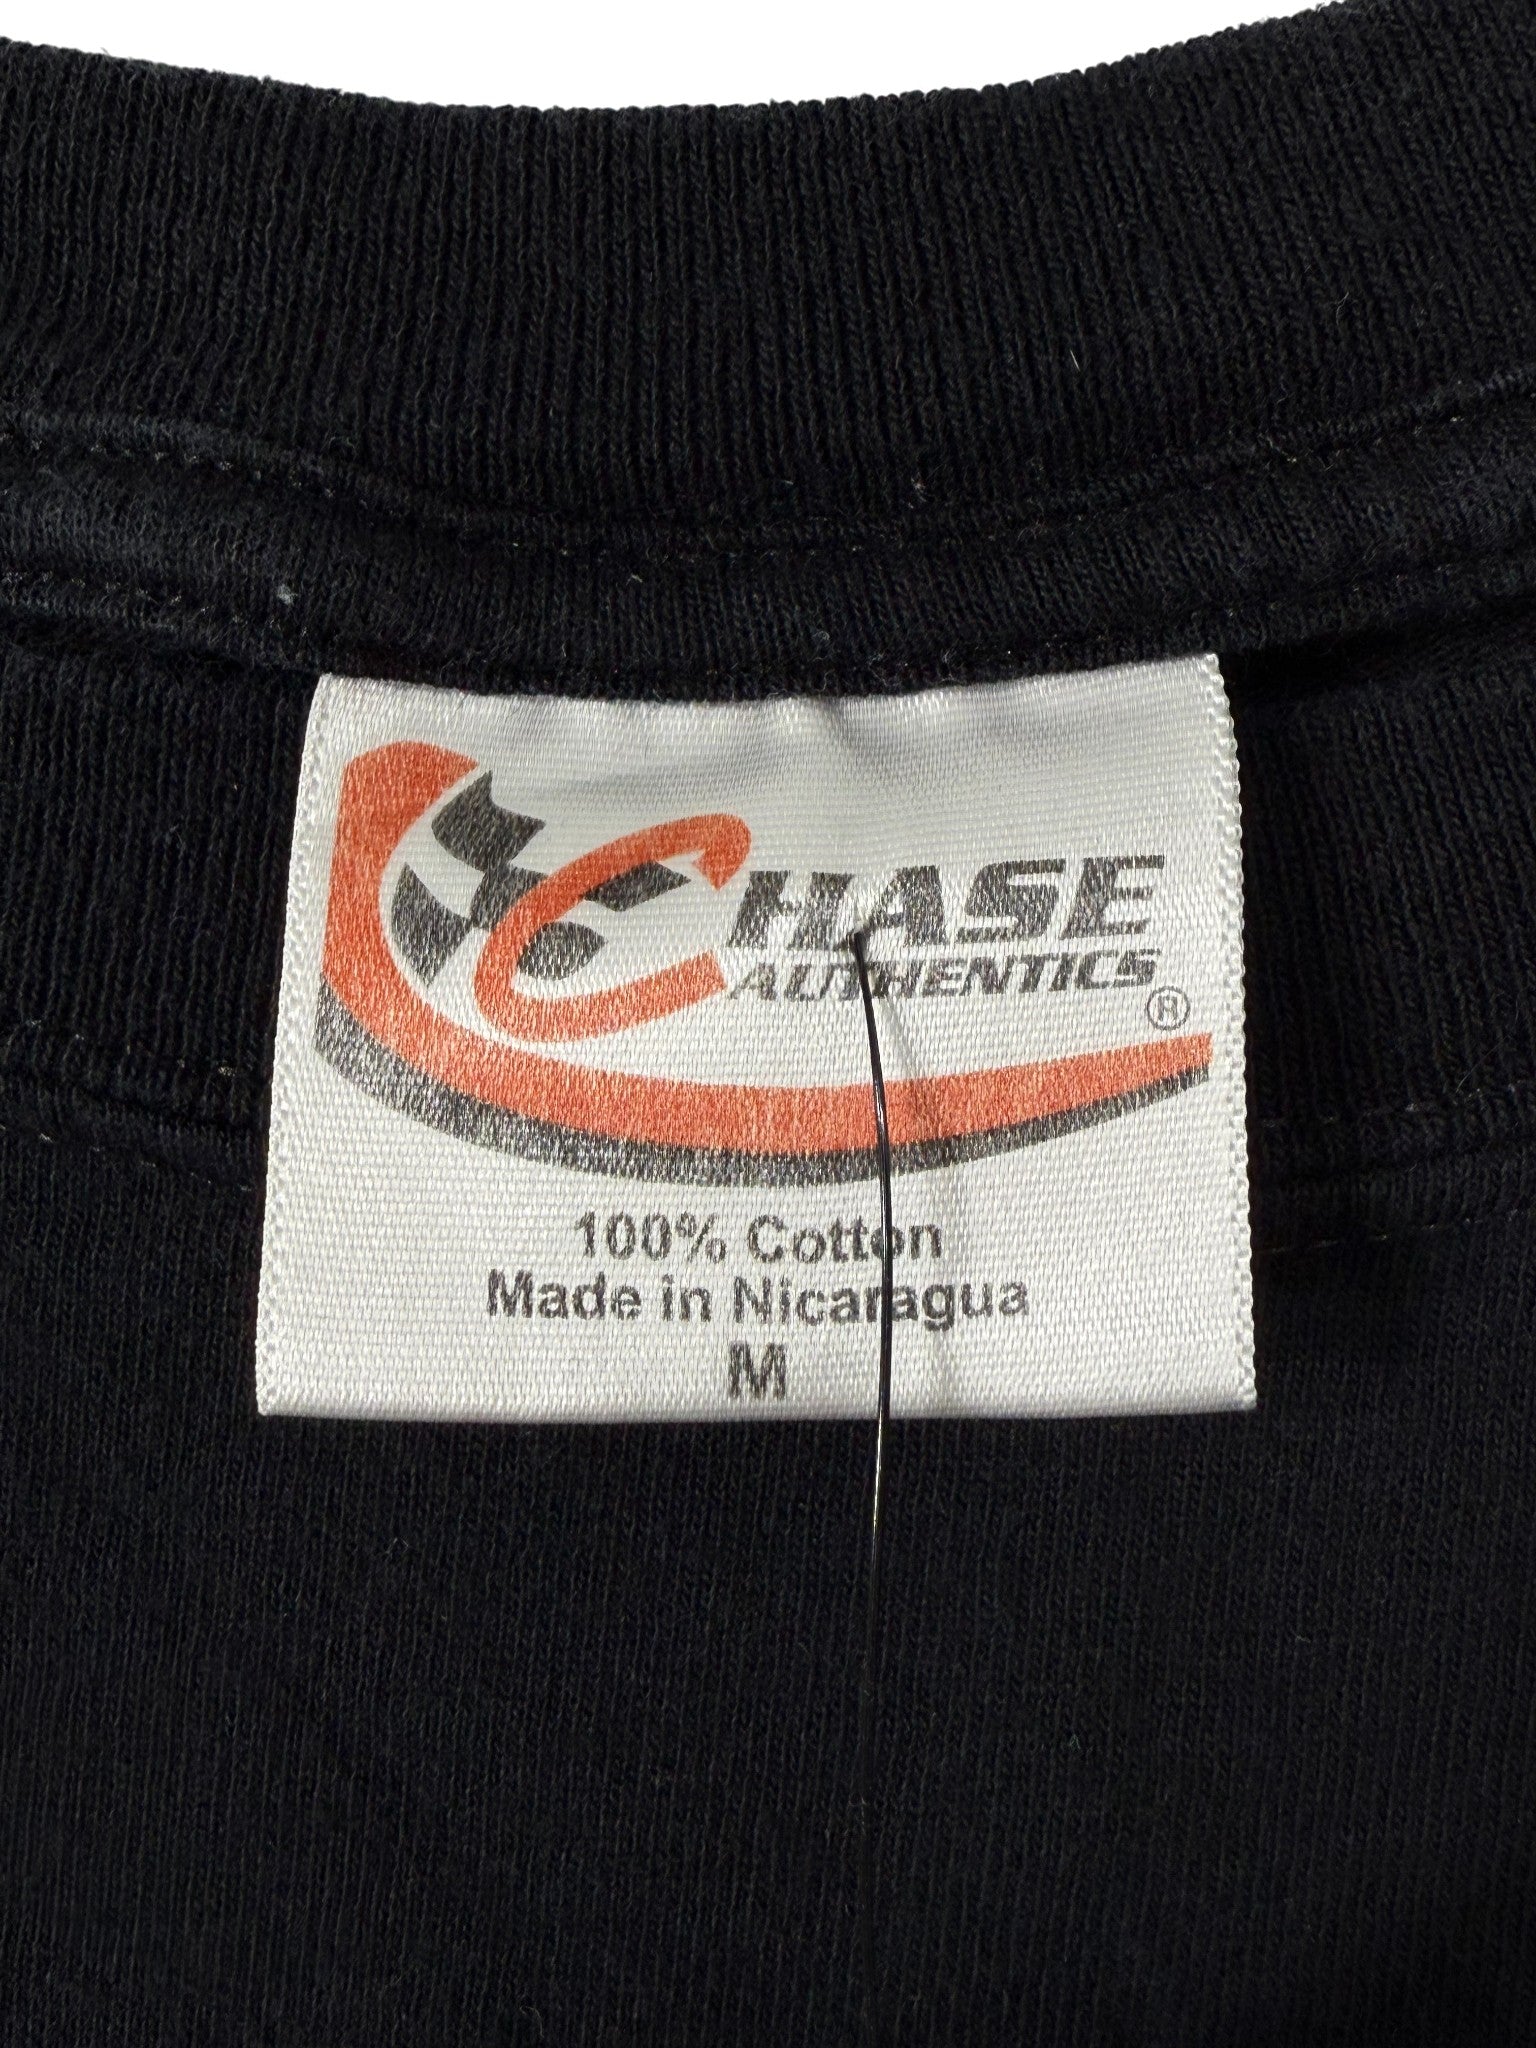 CHASE
AUTHENTICS
®
100% Cotton
Made in Nicaragua
M